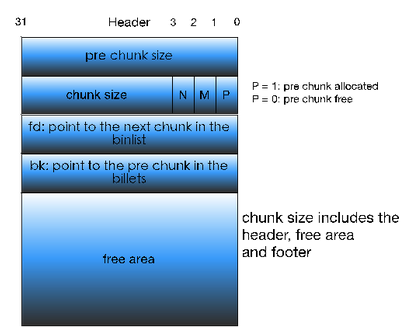 31 Header 3 2 1 0
pre chunk size
chunk size N M P
P = 1: pre chunk allocated
P = 0: pre chunk free
fd: point to the next chunk in the
binlist
bk: point to the pre chunk in the
billets
chunk size includes the
header, free area
and footer
free area